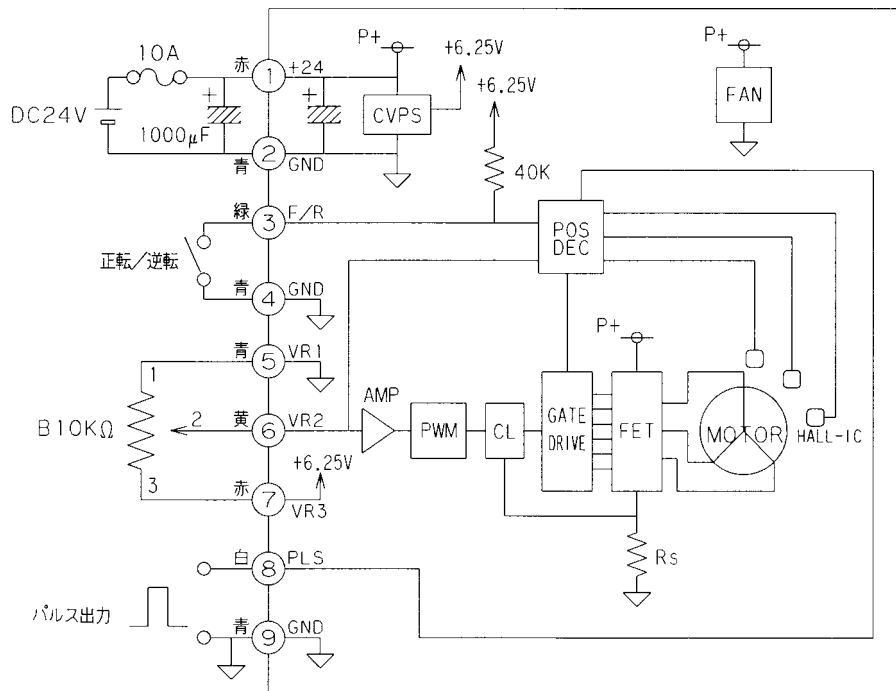 10A
赤
①
+24
P+
+6.25V
P+
FAN
DC24V
+
1000μF
+
CVPS
+6.25V
青
②
GND
40K
緑
③
F/R
POS
DEC
正転/逆転
青
④
GND
P+
青
⑤
VR1
1
B10KΩ
2
黄
⑥
VR2
AMP
PWM
CL
GATE
DRIVE
FET
MOTOR
HALL-IC
3
赤
⑦
+6.25V
VR3
白
⑧
PLS
Rs
パルス出力
青
⑨
GND